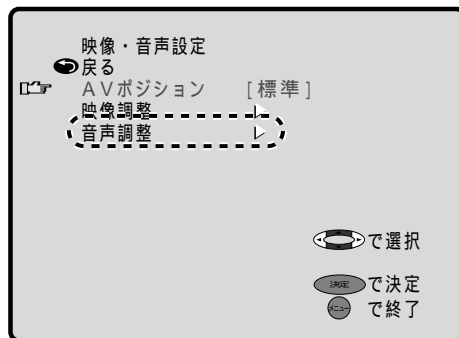 映像・音声設定
戻る
AVポジション [標準]
映像調整
音声調整
で選択
決定 で決定
メニュー で終了